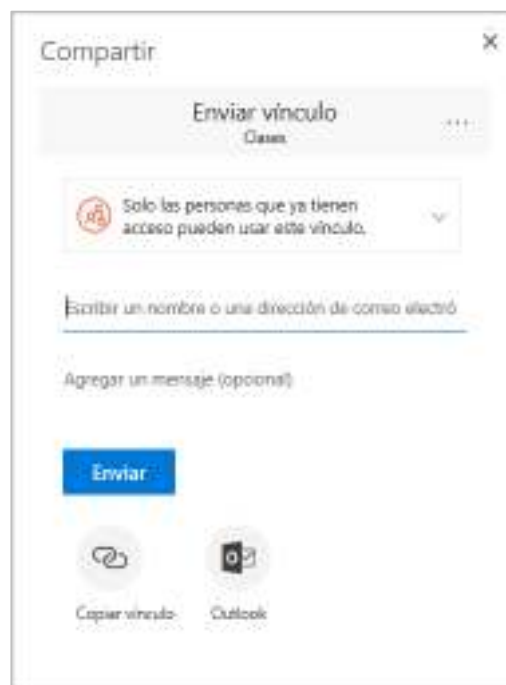 Compartir
Enviar vínculo
Clases
Solo las personas que ya tienen
acceso pueden usar este vínculo.
Escribir un nombre o una dirección de correo electró
Agregar un mensaje (opcional)
Enviar
Copiar vínculo
Outlook